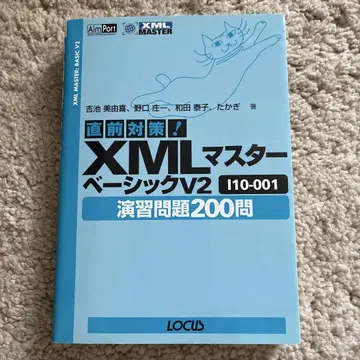 AimPort
XML
MASTER
XML MASTER: BASIC V2
吉池 美由喜、野口 庄一、和田 泰子、たかぎ 著
直前対策!
XMLマスター
ベーシックV2 I10-001
演習問題200問
LOCUS